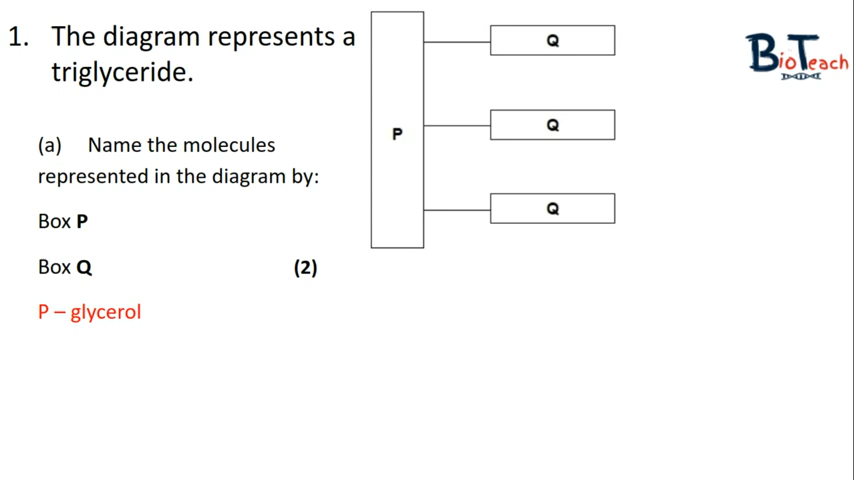 1. The diagram represents a
triglyceride.
(a) Name the molecules
represented in the diagram by:
Box P
Box Q (2)
P – glycerol
P
Q
Q
Q
BioTeach